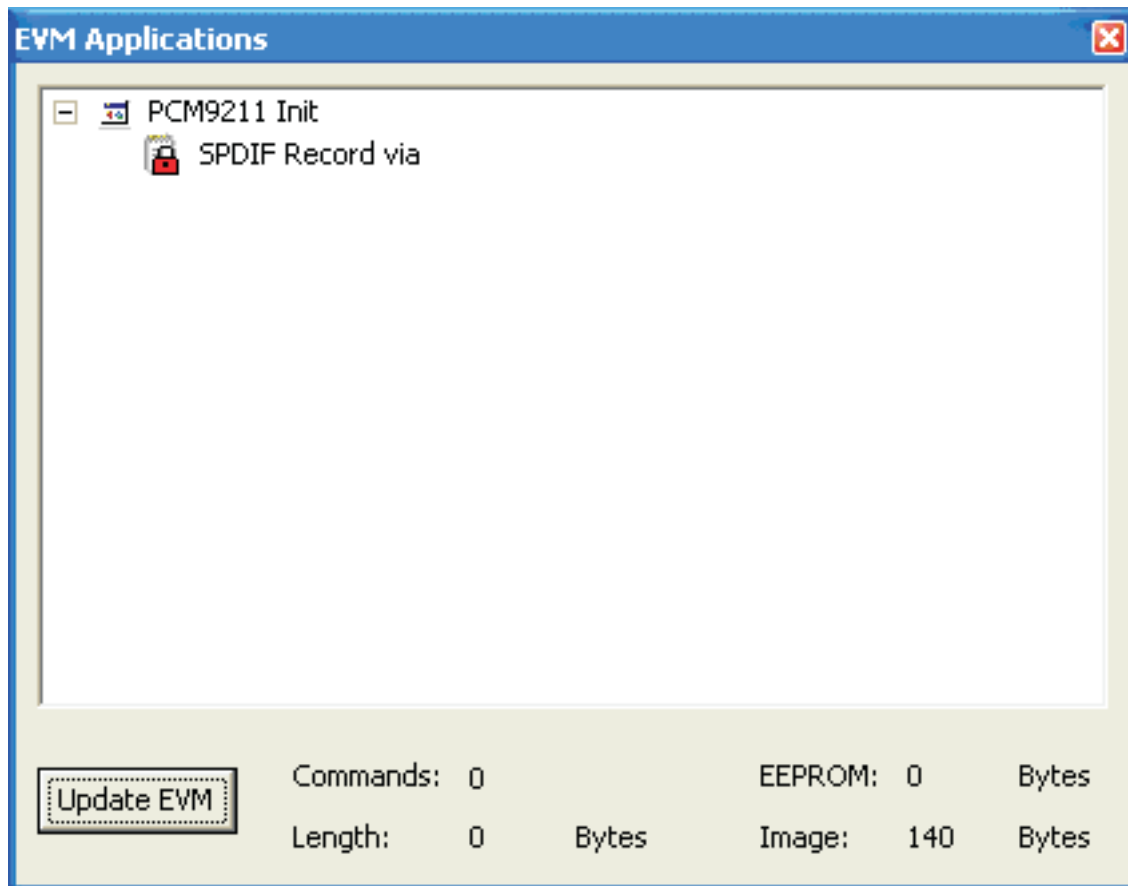 EVM Applications
PCM9211 Init
SPDIF Record via
Update EVM
Commands: 0
EEPROM: 0 Bytes
Length: 0 Bytes
Image: 140 Bytes